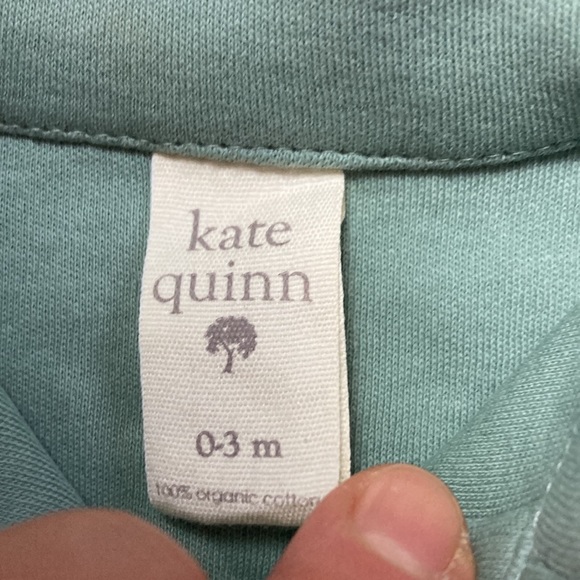 kate
quinn
0-3 m
100% organic cotton